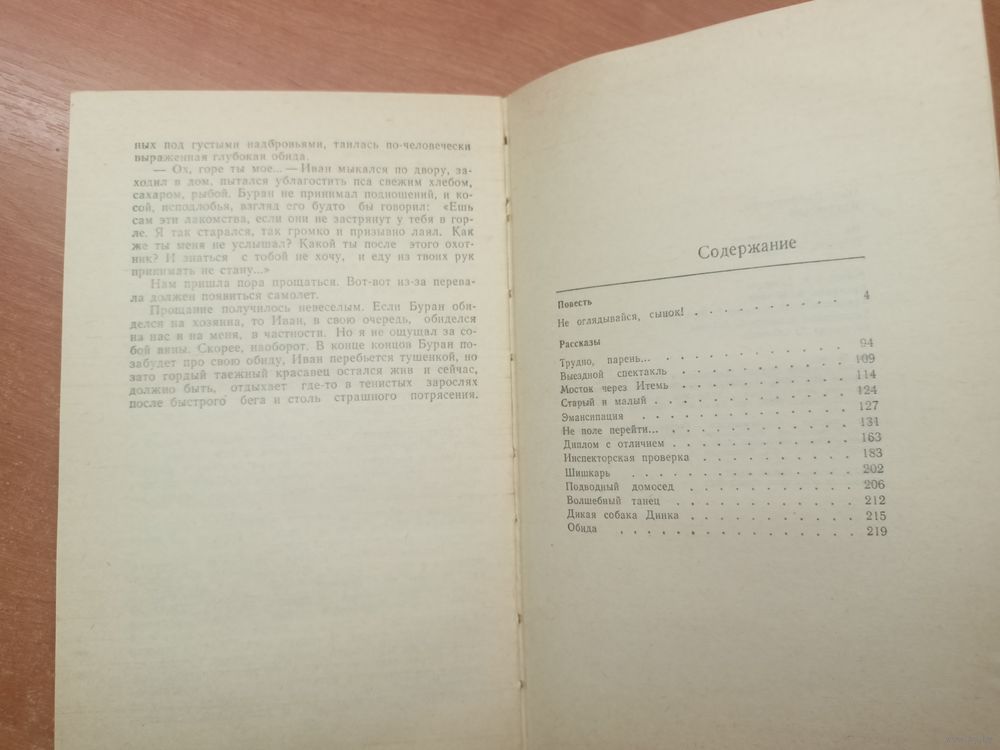 ных под густыми надбровьями, таилась по-человечески
выраженная глубокая обида.
— Ох, горе ты мое... — Иван мыкался по двору, за-
ходил в дом, пытался ублаготить пса свежим хлебом,
сахаром, рыбой. Буран не принимал подношений, и ко-
сой, исподлобья, взгляд его будто бы говорил: «Ешь
сам эти лакомства, если они не застрянут у тебя в гор-
ле. Я так старался, так громко и призывно лаял. Как
же ты меня не услышал? Какой ты после этого охот-
ник? И знаться с тобой не хочу, и еду из твоих рук
принимать не стану...»
Нам пришла пора прощаться. Вот-вот из-за перева-
ла должен появиться самолет.
Прощание получилось невеселым. Если Буран оби-
делся на хозяина, то Иван, в свою очередь, обиделся
на нас и на меня, в частности. Но я не ощущал за со-
бой вины. Скорее, наоборот. В конце концов Буран по-
забудет про свою обиду, Иван перебьется тушенкой, но
зато гордый таежный красавец остался жив и сейчас,
должно быть, отдыхает где-то в тенистых зарослях
после быстрого бега и столь страшного потрясения.
Содержание
Повесть
Не оглядывайся, сынок! . . . . . . . 4
Рассказы
Трудно, парень... . . . . . . . . 94
Выездной спектакль . . . . . . . . 109
Мосток через Итемь . . . . . . . . 114
Старый и малый . . . . . . . . . 124
Эмансипация . . . . . . . . . 127
Не поле перейти... . . . . . . . . 131
Диплом с отличием . . . . . . . . 163
Инспекторская проверка . . . . . . . 183
Шишкарь . . . . . . . . . 202
Подводный домосед . . . . . . . . 206
Волшебный танец . . . . . . . . 212
Дикая собака Динка . . . . . . . . 215
Обида . . . . . . . . . . 219